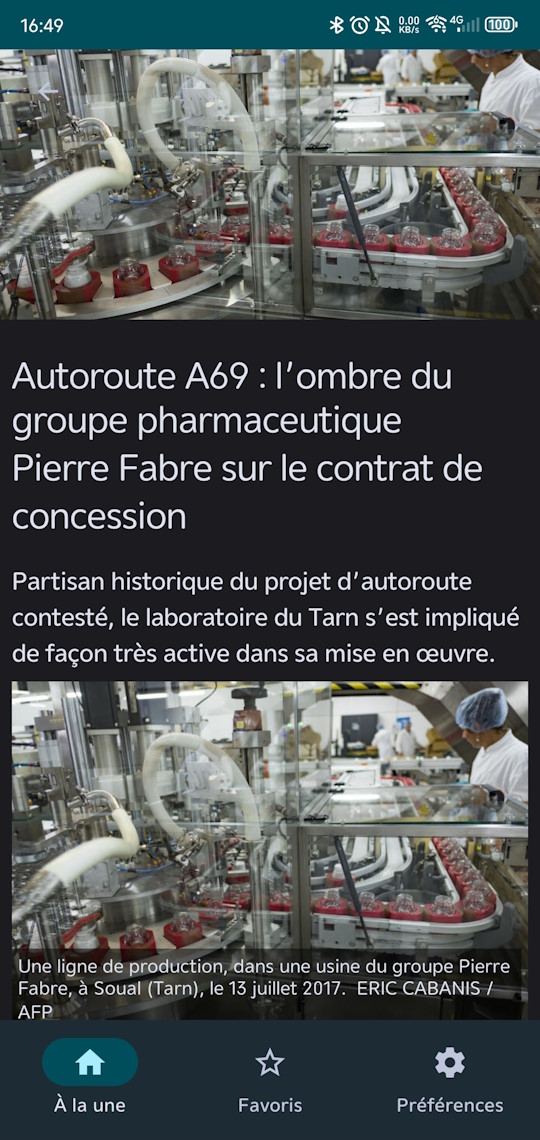 16:49
0.00
KB/s
6
4G
100
Autoroute A69 : l’ombre du
groupe pharmaceutique
Pierre Fabre sur le contrat de
concession
Partisan historique du projet d’autoroute
contesté, le laboratoire du Tarn s’est impliqué
de façon très active dans sa mise en œuvre.
Une ligne de production, dans une usine du groupe Pierre
Fabre, à Soual (Tarn), le 13 juillet 2017.  ERIC CABANIS /
AFP
À la une
Favoris
Préférences